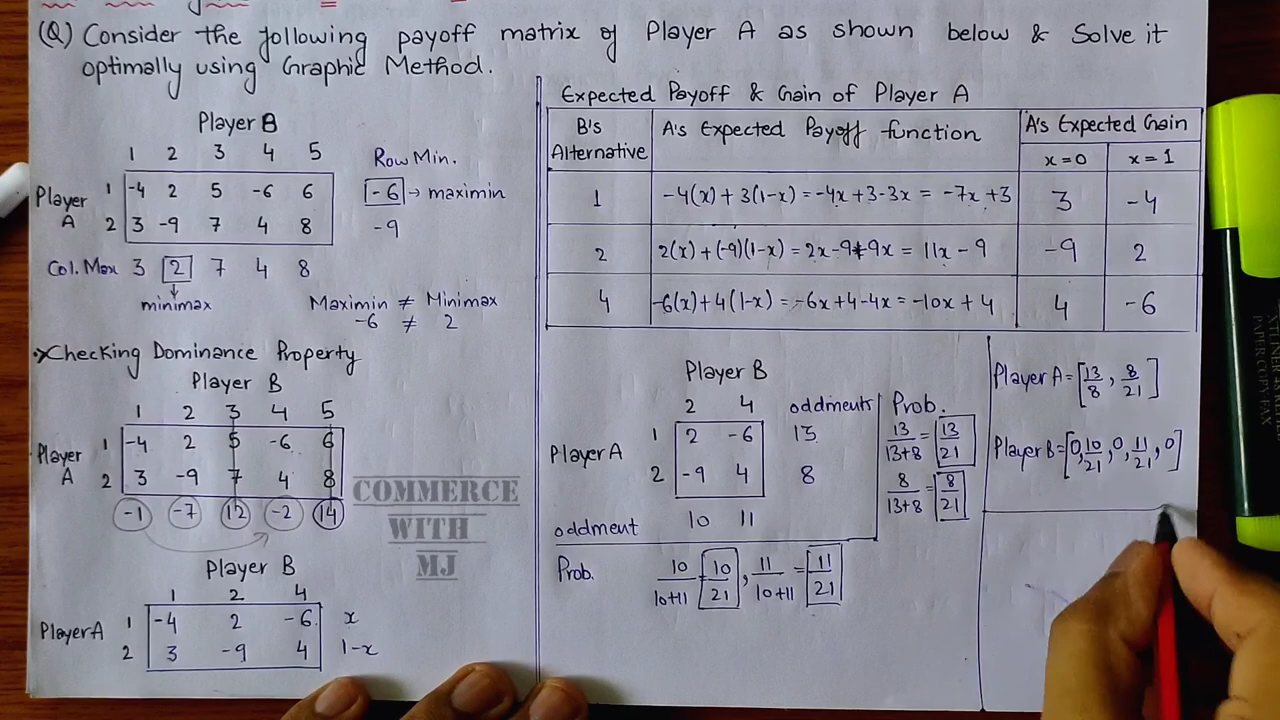 (Q) Consider the following payoff matrix of Player A as shown below & Solve it
optimally using Graphic Method.
Player B
1 2 3 4 5
Row Min.
Player A
1 -4 2 5 -6 6
-6 → maximin
2 3 -9 7 4 8
-9
Col. Max 3 2 7 4 8
minimax
Maximin ≠ Minimax
-6 ≠ 2
Checking Dominance Property
Player B
1 2 3 4 5
Player A
1 -4 2 5 -6 6
2 3 -9 7 4 8
-1 -7 12 -2 14
Player B
1 2 4
Player A
1 -4 2 -6 x
2 3 -9 4 1-x
COMMERCE
WITH
MJ
Expected Payoff & Gain of Player A
B's Alternative
A's Expected Payoff function
A's Expected Gain
x=0 x=1
1 -4(x)+3(1-x)=-4x+3-3x = -7x+3 3 -4
2 2(x)+(-9)(1-x)=2x-9+9x = 11x-9 -9 2
4 -6(x)+4(1-x)=-6x+4-4x=-10x+4 4 -6
Player B
2 4 oddments Prob.
Player A
1 2 -6 13 13/13+8 = 13/21
2 -9 4 8 8/13+8 = 8/21
oddment 10 11
Prob. 10/10+11 = 10/21, 11/10+11 = 11/21
Player A=[13/8, 8/21]
Player B=[0,10/21,0,11/21,0]